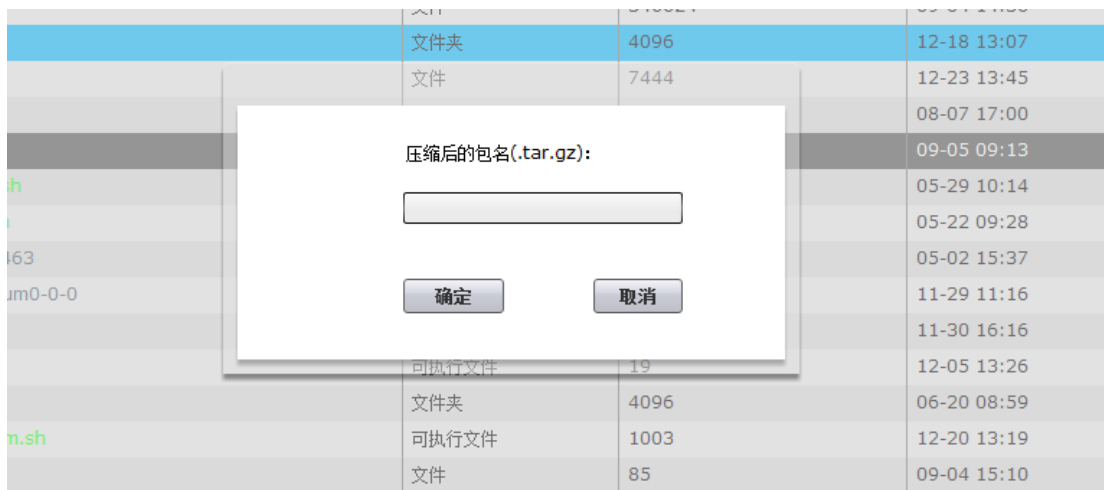 文件夹 4096 12-18 13:07
文件 7444 12-23 13:45
08-07 17:00
09-05 09:13
压缩后的包名(.tar.gz):
sh 05-29 10:14
05-22 09:28
463 05-02 15:37
um0-0-0 11-29 11:16
确定 取消
11-30 16:16
可执行文件 19 12-05 13:26
文件夹 4096 06-20 08:59
m.sh 可执行文件 1003 12-20 13:19
文件 85 09-04 15:10